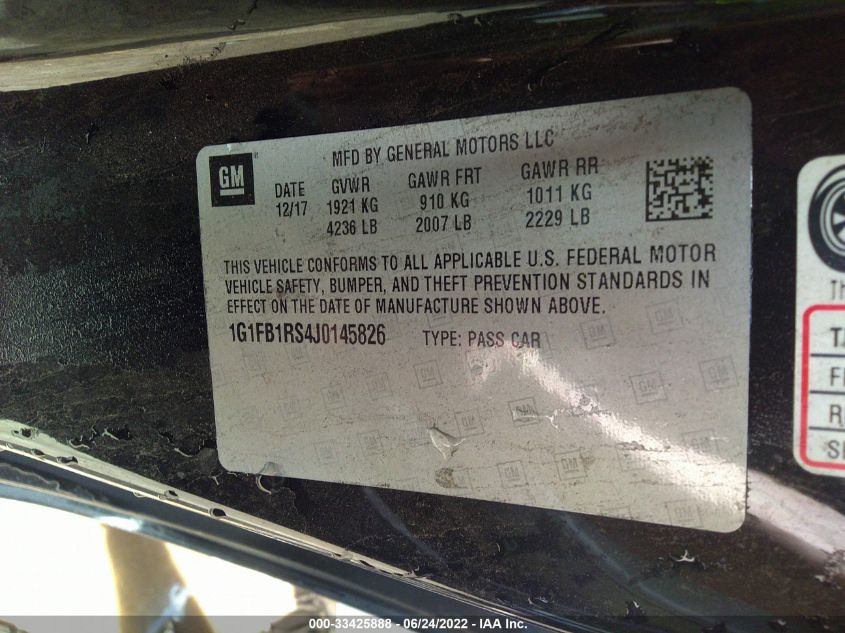 GM
MFD BY GENERAL MOTORS LLC
DATE GVWR GAWR FRT GAWR RR
12/17 1921 KG 910 KG 1011 KG
4236 LB 2007 LB 2229 LB
THIS VEHICLE CONFORMS TO ALL APPLICABLE U.S. FEDERAL MOTOR
VEHICLE SAFETY, BUMPER, AND THEFT PREVENTION STANDARDS IN
EFFECT ON THE DATE OF MANUFACTURE SHOWN ABOVE.
1G1FB1RS4J0145826 TYPE: PASS CAR
000-33425888 - 06/24/2022 - IAA Inc.